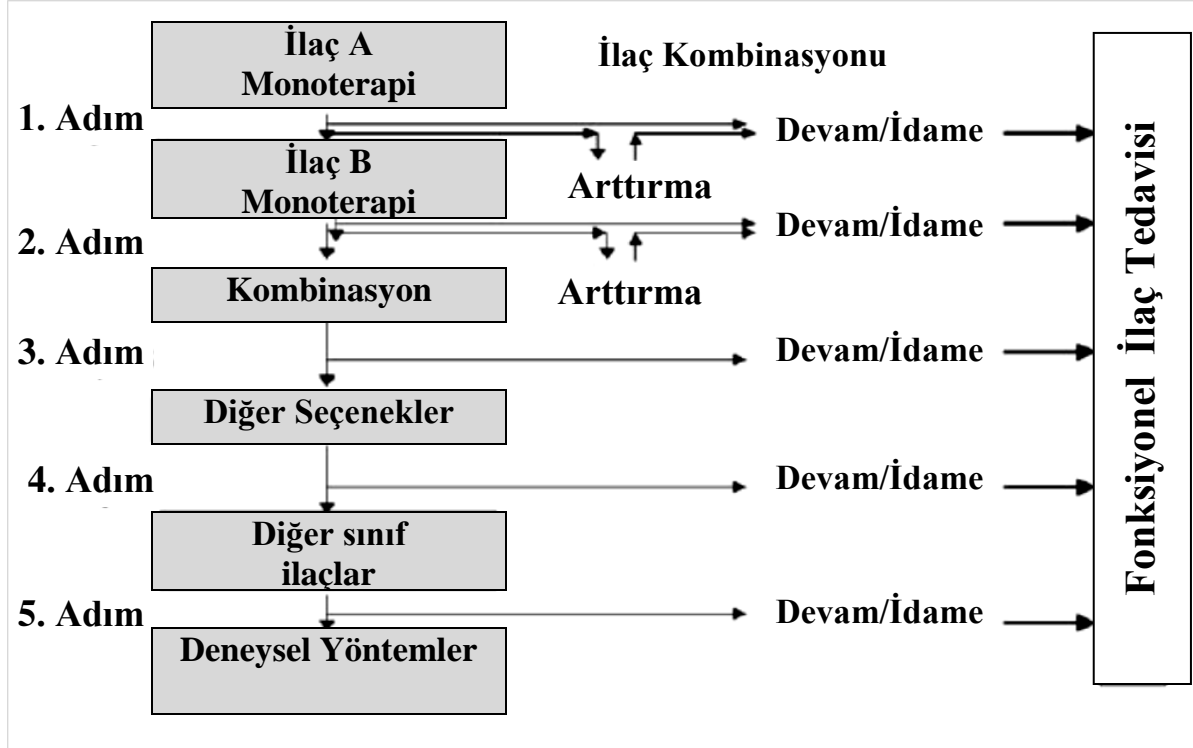 İlaç A
Monoterapi
İlaç Kombinasyonu
1. Adım
Devam/İdame
İlaç B
Monoterapi
Arttırma
2. Adım
Devam/İdame
Kombinasyon
Arttırma
3. Adım
Devam/İdame
Diğer Seçenekler
4. Adım
Devam/İdame
Diğer sınıf
ilaçlar
5. Adım
Devam/İdame
Deneysel Yöntemler
Fonksiyonel İlaç Tedavisi